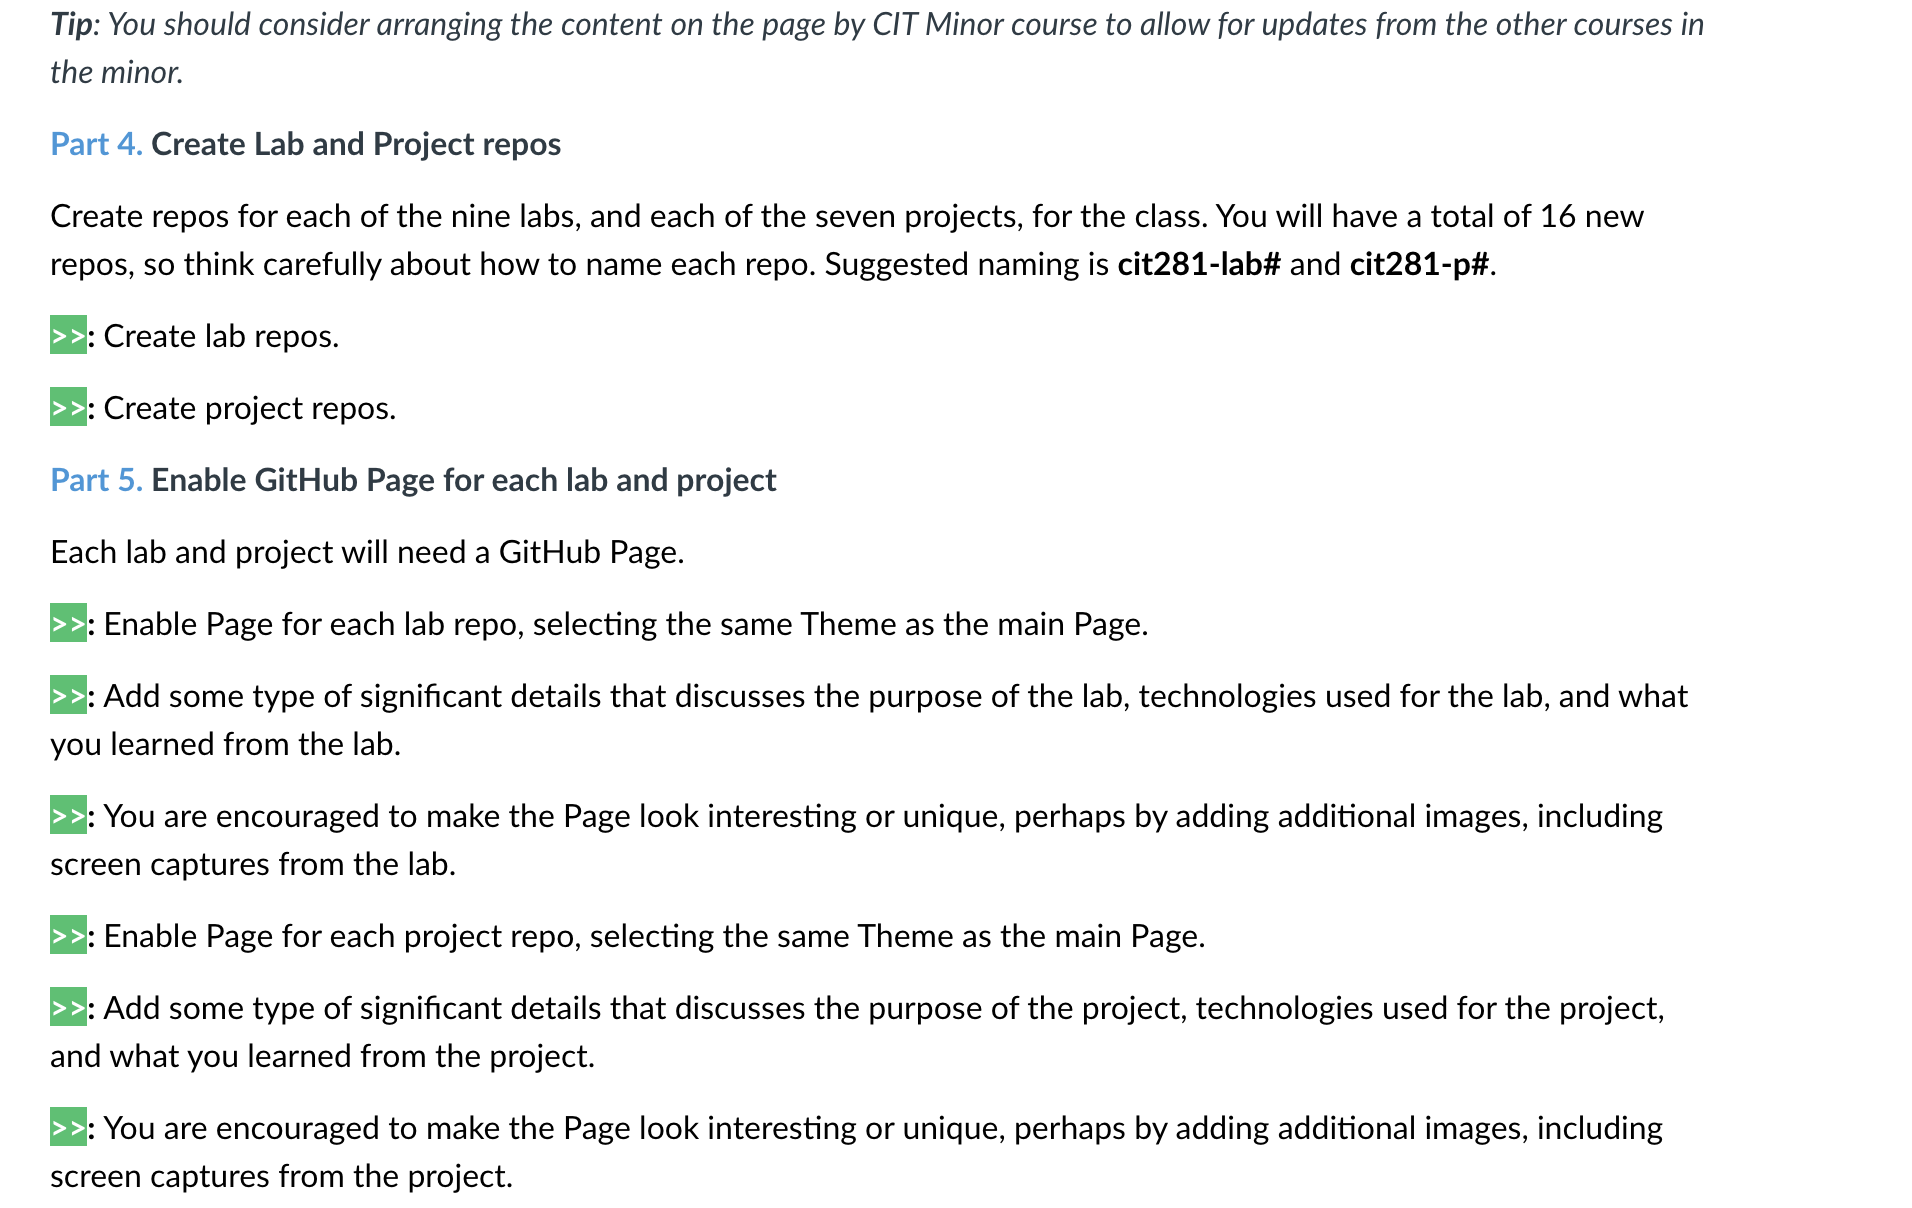 Tip: You should consider arranging the content on the page by CIT Minor course to allow for updates from the other courses in
the minor.
Part 4. Create Lab and Project repos
Create repos for each of the nine labs, and each of the seven projects, for the class. You will have a total of 16 new
repos, so think carefully about how to name each repo. Suggested naming is cit281-lab# and cit281-p#.
>>: Create lab repos.
>>: Create project repos.
Part 5. Enable GitHub Page for each lab and project
Each lab and project will need a GitHub Page.
>>: Enable Page for each lab repo, selecting the same Theme as the main Page.
>>: Add some type of significant details that discusses the purpose of the lab, technologies used for the lab, and what
you learned from the lab.
>>: You are encouraged to make the Page look interesting or unique, perhaps by adding additional images, including
screen captures from the lab.
>>: Enable Page for each project repo, selecting the same Theme as the main Page.
>>: Add some type of significant details that discusses the purpose of the project, technologies used for the project,
and what you learned from the project.
>>: You are encouraged to make the Page look interesting or unique, perhaps by adding additional images, including
screen captures from the project.